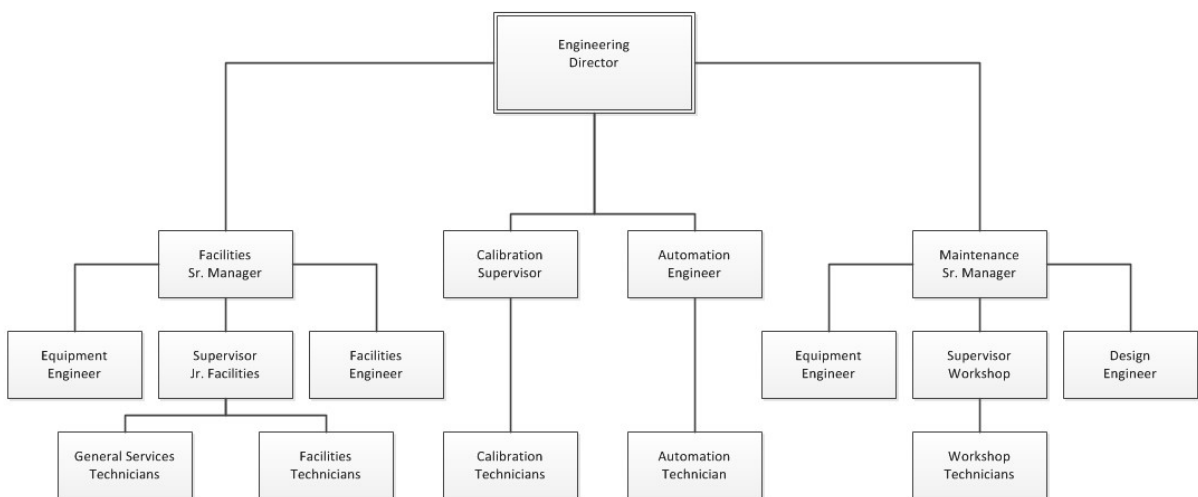 Engineering
Director
Facilities
Sr. Manager
Calibration
Supervisor
Automation
Engineer
Maintenance
Sr. Manager
Equipment
Engineer
Supervisor
Jr. Facilities
Facilities
Engineer
Equipment
Engineer
Supervisor
Workshop
Design
Engineer
General Services
Technicians
Facilities
Technicians
Calibration
Technicians
Automation
Technician
Workshop
Technicians